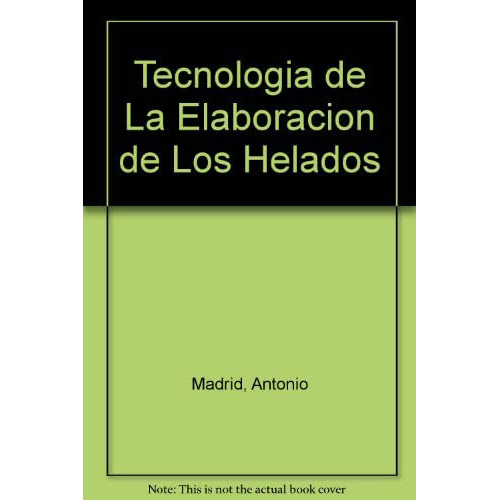 Tecnologia de
La Elaboracion
de Los Helados
Madrid, Antonio
Note: This is not the actual book cover